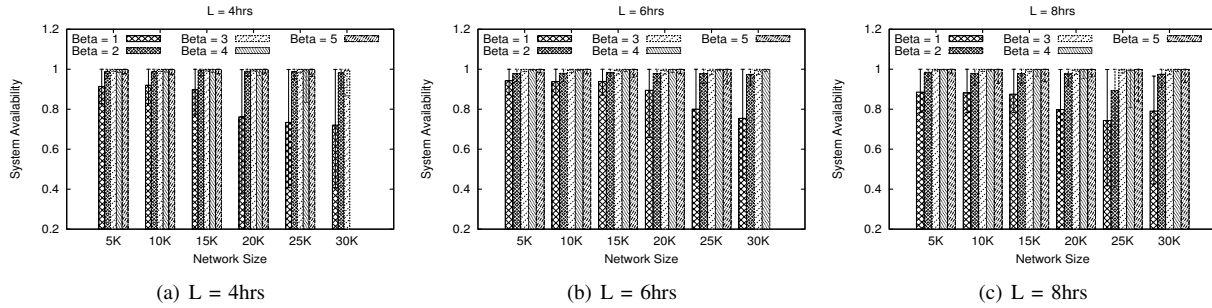 L = 4hrs
Beta = 1
Beta = 2
Beta = 3
Beta = 4
Beta = 5
1.2
1
0.8
0.6
0.4
0.2
System Availability
5K 10K 15K 20K 25K 30K
Network Size
(a) L = 4hrs
L = 6hrs
Beta = 1
Beta = 2
Beta = 3
Beta = 4
Beta = 5
1.2
1
0.8
0.6
0.4
0.2
System Availability
5K 10K 15K 20K 25K 30K
Network Size
(b) L = 6hrs
L = 8hrs
Beta = 1
Beta = 2
Beta = 3
Beta = 4
Beta = 5
1.2
1
0.8
0.6
0.4
0.2
System Availability
5K 10K 15K 20K 25K 30K
Network Size
(c) L = 8hrs